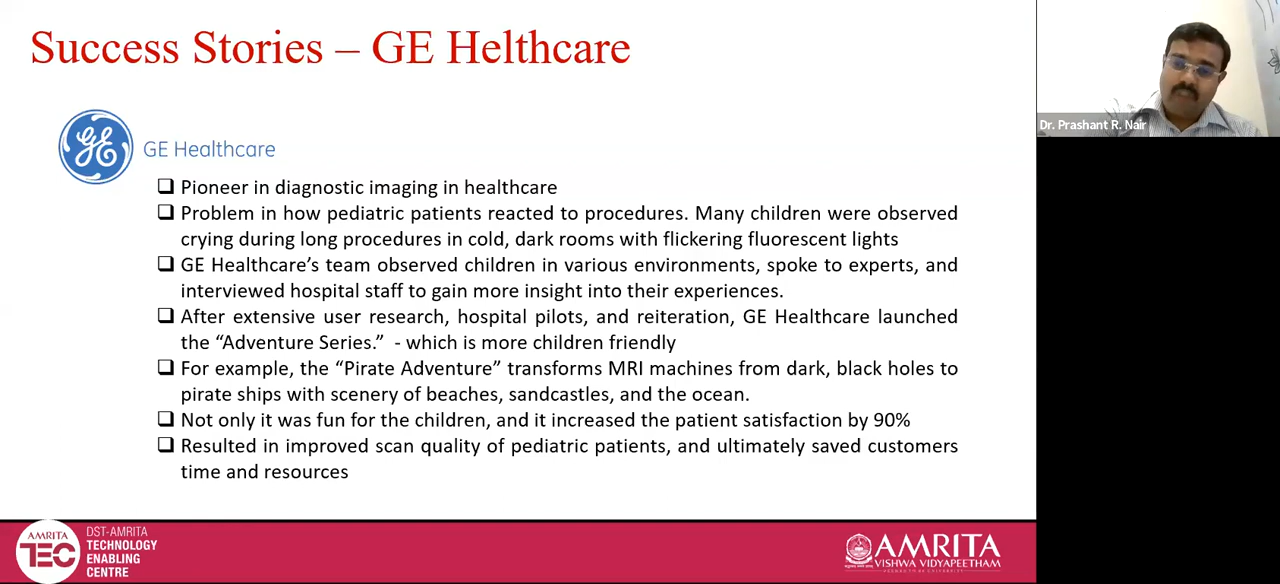 Success Stories – GE Helthcare
GE
GE Healthcare
Pioneer in diagnostic imaging in healthcare
Problem in how pediatric patients reacted to procedures. Many children were observed
crying during long procedures in cold, dark rooms with flickering fluorescent lights
GE Healthcare’s team observed children in various environments, spoke to experts, and
interviewed hospital staff to gain more insight into their experiences.
After extensive user research, hospital pilots, and reiteration, GE Healthcare launched
the “Adventure Series.” - which is more children friendly
For example, the “Pirate Adventure” transforms MRI machines from dark, black holes to
pirate ships with scenery of beaches, sandcastles, and the ocean.
Not only it was fun for the children, and it increased the patient satisfaction by 90%
Resulted in improved scan quality of pediatric patients, and ultimately saved customers
time and resources
Dr. Prashant R. Nair
AMRITA
TEC
DST-AMRITA
TECHNOLOGY
ENABLING
CENTRE
AMRITA
VISHWA VIDYAPEETHAM